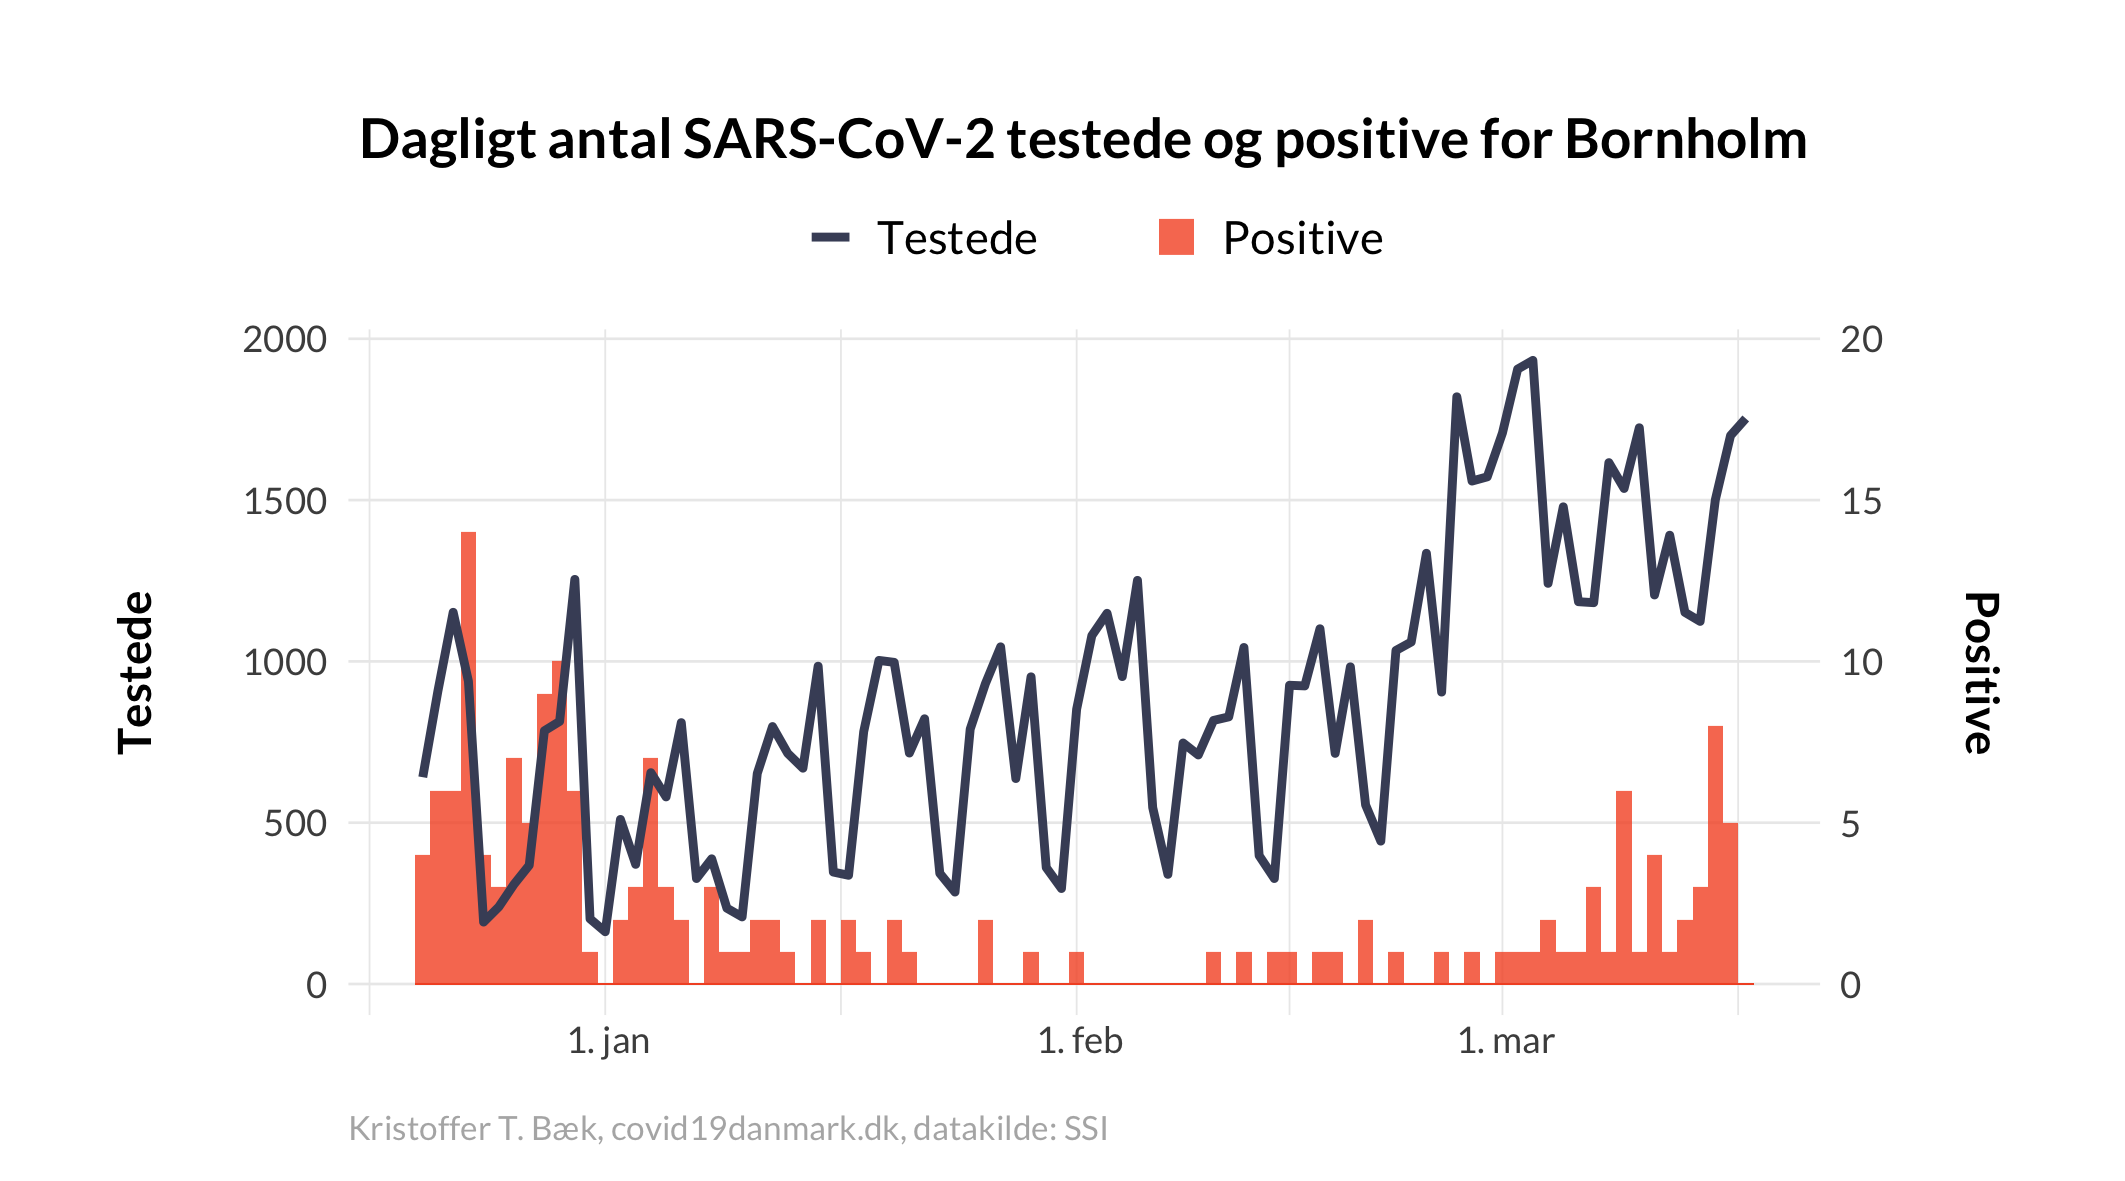 Dagligt antal SARS-CoV-2 testede og positive for Bornholm
Testede
Positive
2000
1500
1000
500
0
20
15
10
5
0
Testede
Positive
1. jan
1. feb
1. mar
Kristoffer T. Bæk, covid19danmark.dk, datakilde: SSI